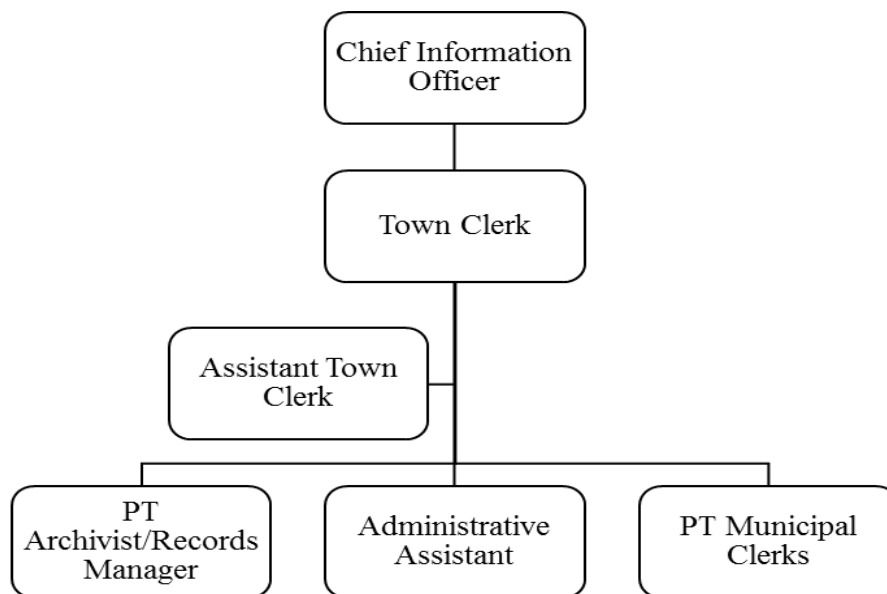 Chief Information
Officer
Town Clerk
Assistant Town
Clerk
PT
Archivist/Records
Manager
Administrative
Assistant
PT Municipal
Clerks